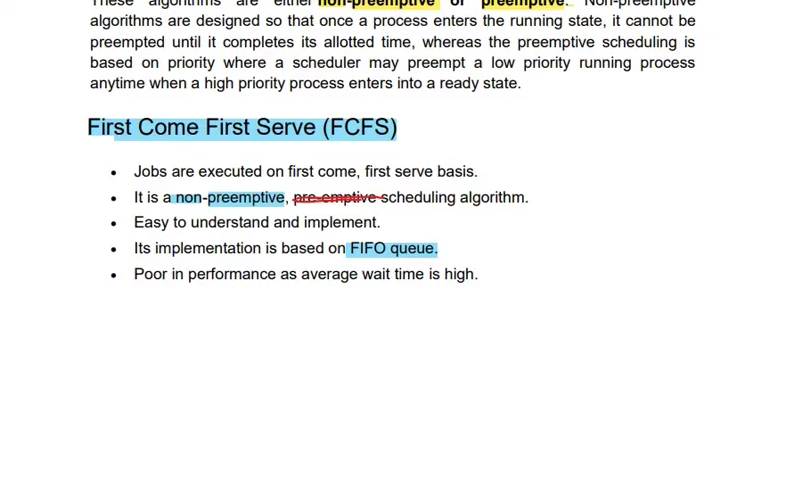 These algorithms are either non-preemptive or preemptive. Non-preemptive
algorithms are designed so that once a process enters the running state, it cannot be
preempted until it completes its allotted time, whereas the preemptive scheduling is
based on priority where a scheduler may preempt a low priority running process
anytime when a high priority process enters into a ready state.
First Come First Serve (FCFS)
• Jobs are executed on first come, first serve basis.
• It is a non-preemptive, pre-emptive scheduling algorithm.
• Easy to understand and implement.
• Its implementation is based on FIFO queue.
• Poor in performance as average wait time is high.